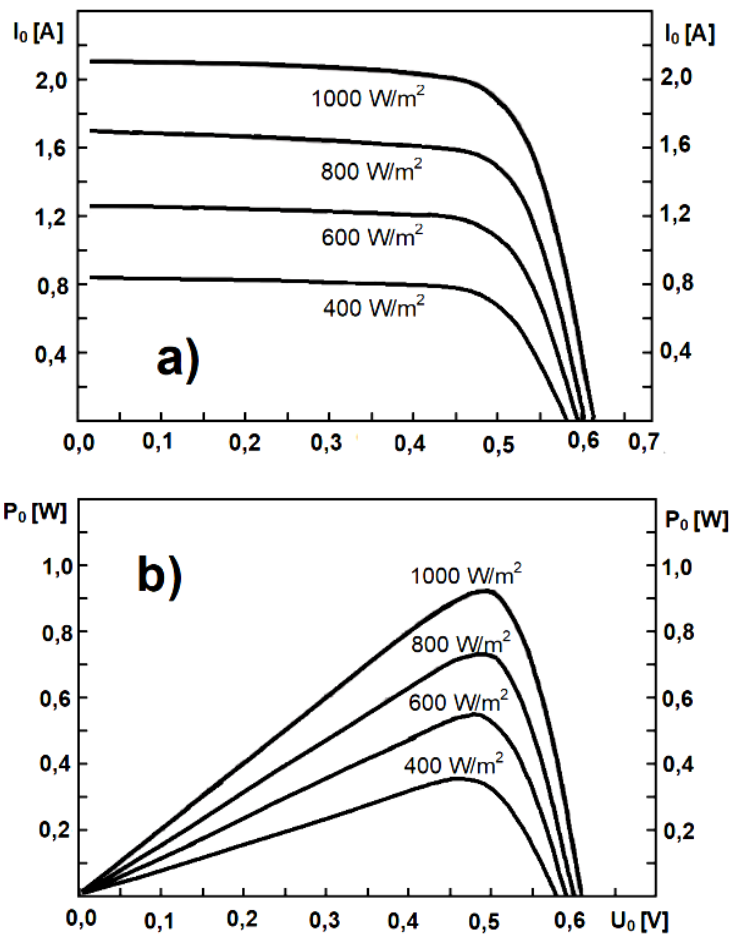 I₀ [A] I₀ [A]
2,0 2,0
1000 W/m²
1,6 1,6
800 W/m²
1,2 1,2
600 W/m²
0,8 0,8
400 W/m²
0,4 0,4
a)
0,0 0,1 0,2 0,3 0,4 0,5 0,6 0,7
P₀ [W] P₀ [W]
b)
1,0 1,0
1000 W/m²
0,8 0,8
800 W/m²
0,6 0,6
600 W/m²
0,4 0,4
400 W/m²
0,2 0,2
0,0 0,1 0,2 0,3 0,4 0,5 0,6 U₀ [V]